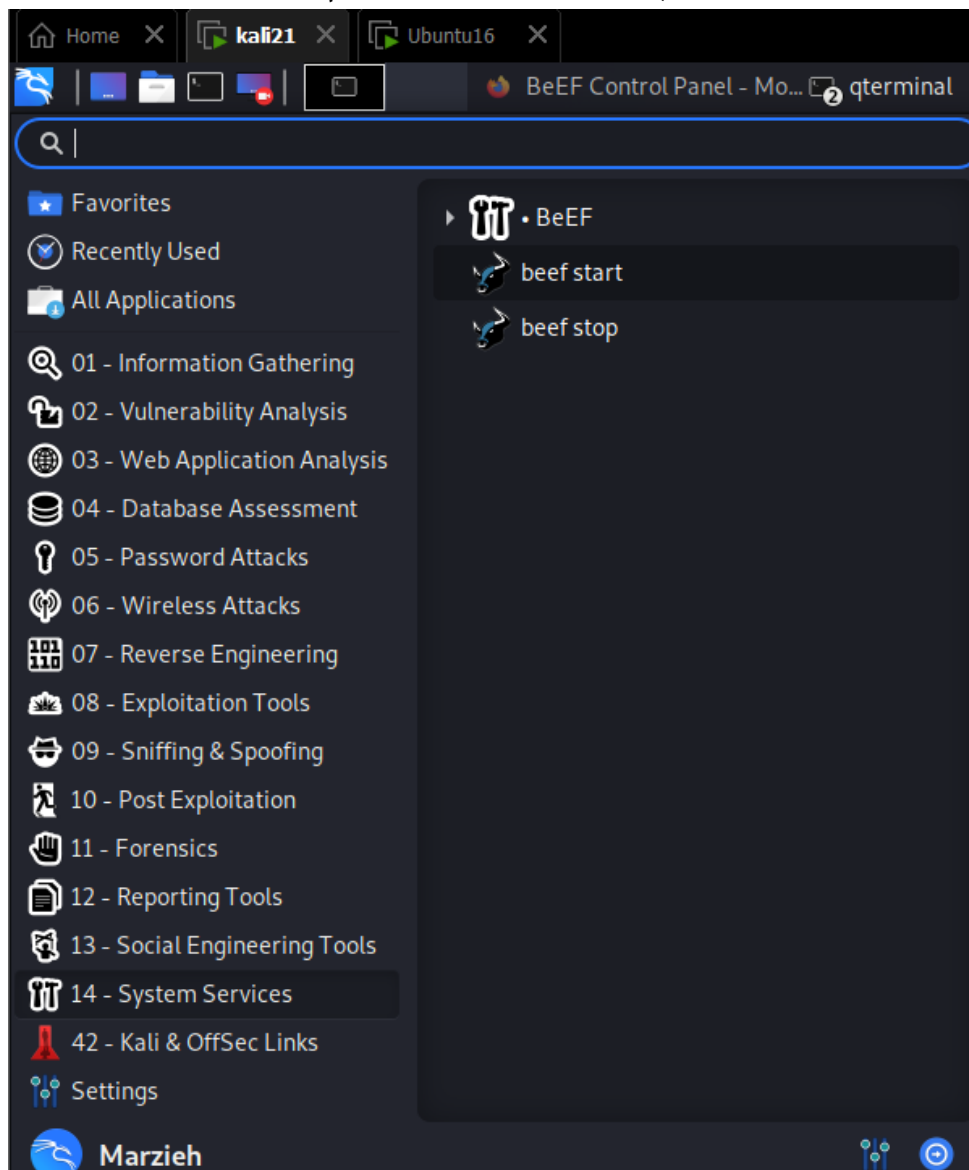 Home
kali21
Ubuntu16
BeEF Control Panel - Mo...
2
qterminal
Favorites
Recently Used
All Applications
01 - Information Gathering
02 - Vulnerability Analysis
03 - Web Application Analysis
04 - Database Assessment
05 - Password Attacks
06 - Wireless Attacks
07 - Reverse Engineering
08 - Exploitation Tools
09 - Sniffing & Spoofing
10 - Post Exploitation
11 - Forensics
12 - Reporting Tools
13 - Social Engineering Tools
14 - System Services
42 - Kali & OffSec Links
Settings
• BeEF
beef start
beef stop
Marzieh